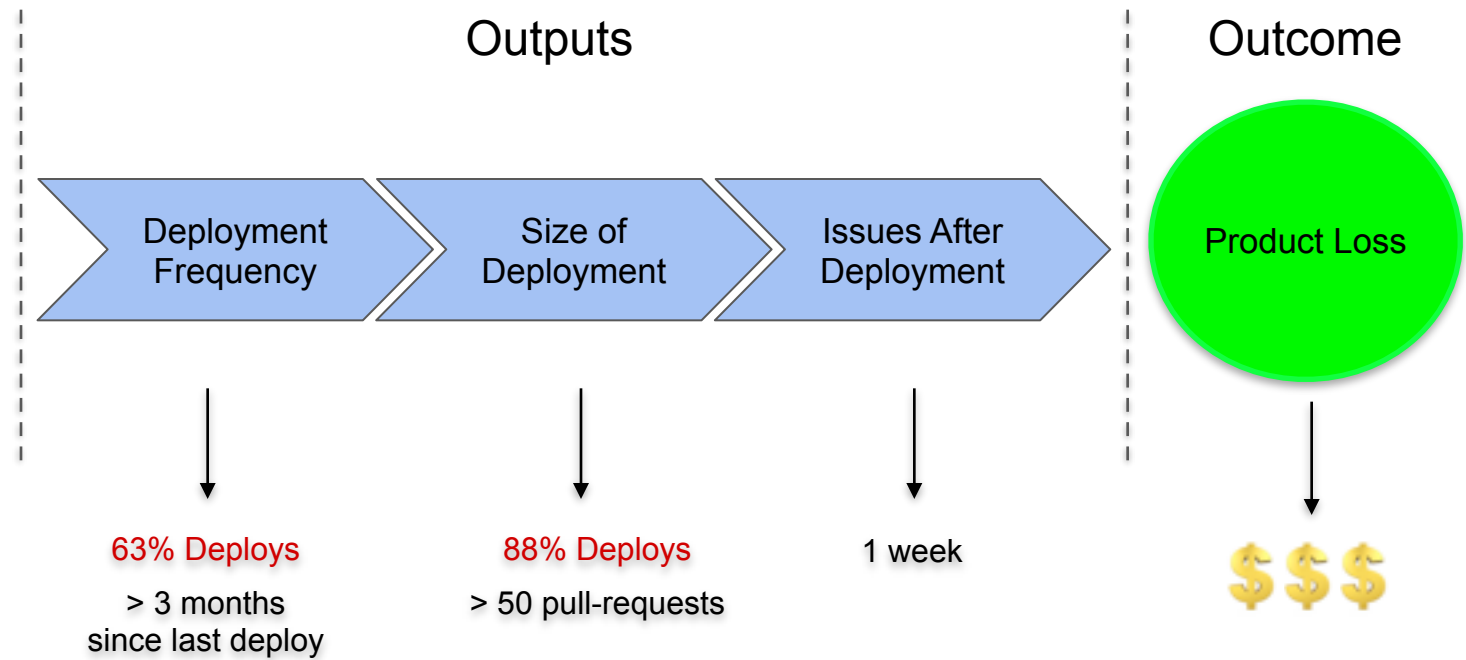 Outputs
Outcome
Deployment
Frequency
Size of
Deployment
Issues After
Deployment
Product Loss
63% Deploys
> 3 months
since last deploy
88% Deploys
> 50 pull-requests
1 week
$ $ $